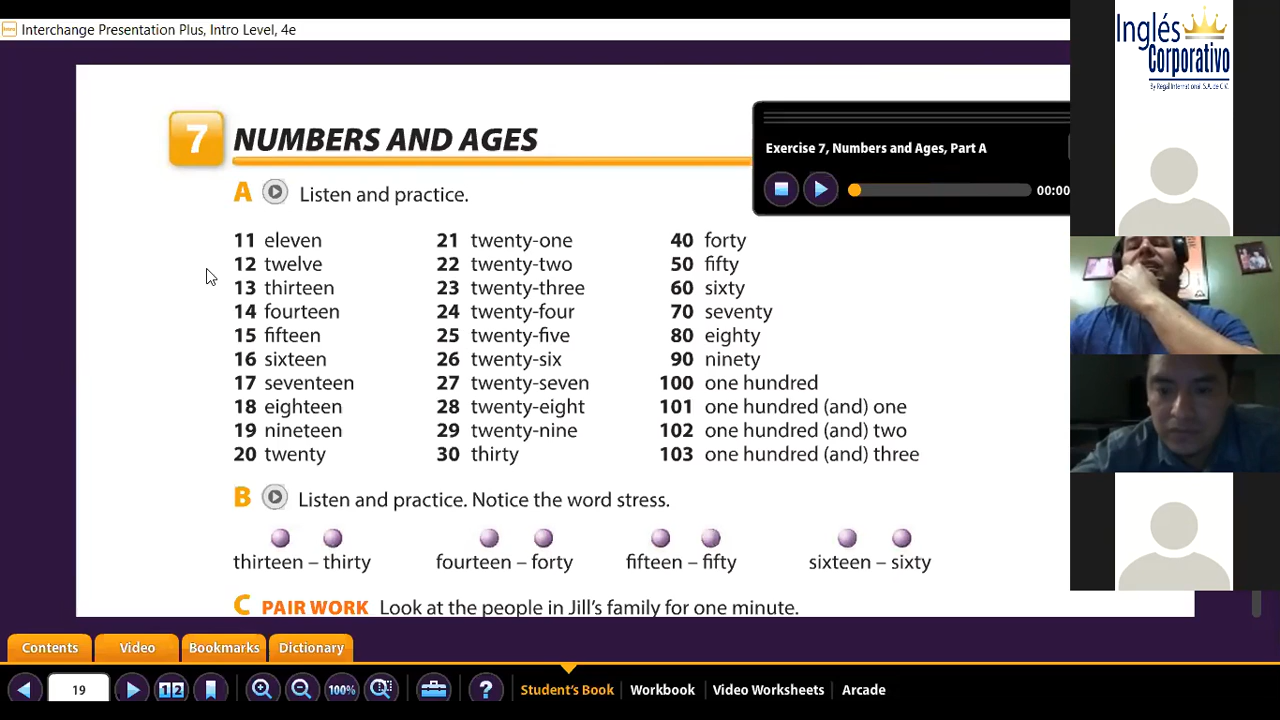 Interchange Presentation Plus, Intro Level, 4e
Inglés
Corporativo
By Regal International S.A. de C.V.
7 NUMBERS AND AGES
Exercise 7, Numbers and Ages, Part A
00:00
A Listen and practice.
11 eleven 21 twenty-one 40 forty
12 twelve 22 twenty-two 50 fifty
13 thirteen 23 twenty-three 60 sixty
14 fourteen 24 twenty-four 70 seventy
15 fifteen 25 twenty-five 80 eighty
16 sixteen 26 twenty-six 90 ninety
17 seventeen 27 twenty-seven 100 one hundred
18 eighteen 28 twenty-eight 101 one hundred (and) one
19 nineteen 29 twenty-nine 102 one hundred (and) two
20 twenty 30 thirty 103 one hundred (and) three
B Listen and practice. Notice the word stress.
thirteen – thirty fourteen – forty fifteen – fifty sixteen – sixty
C PAIR WORK Look at the people in Jill's family for one minute.
Contents Video Bookmarks Dictionary
19 1 2 100% ? Student's Book Workbook Video Worksheets Arcade